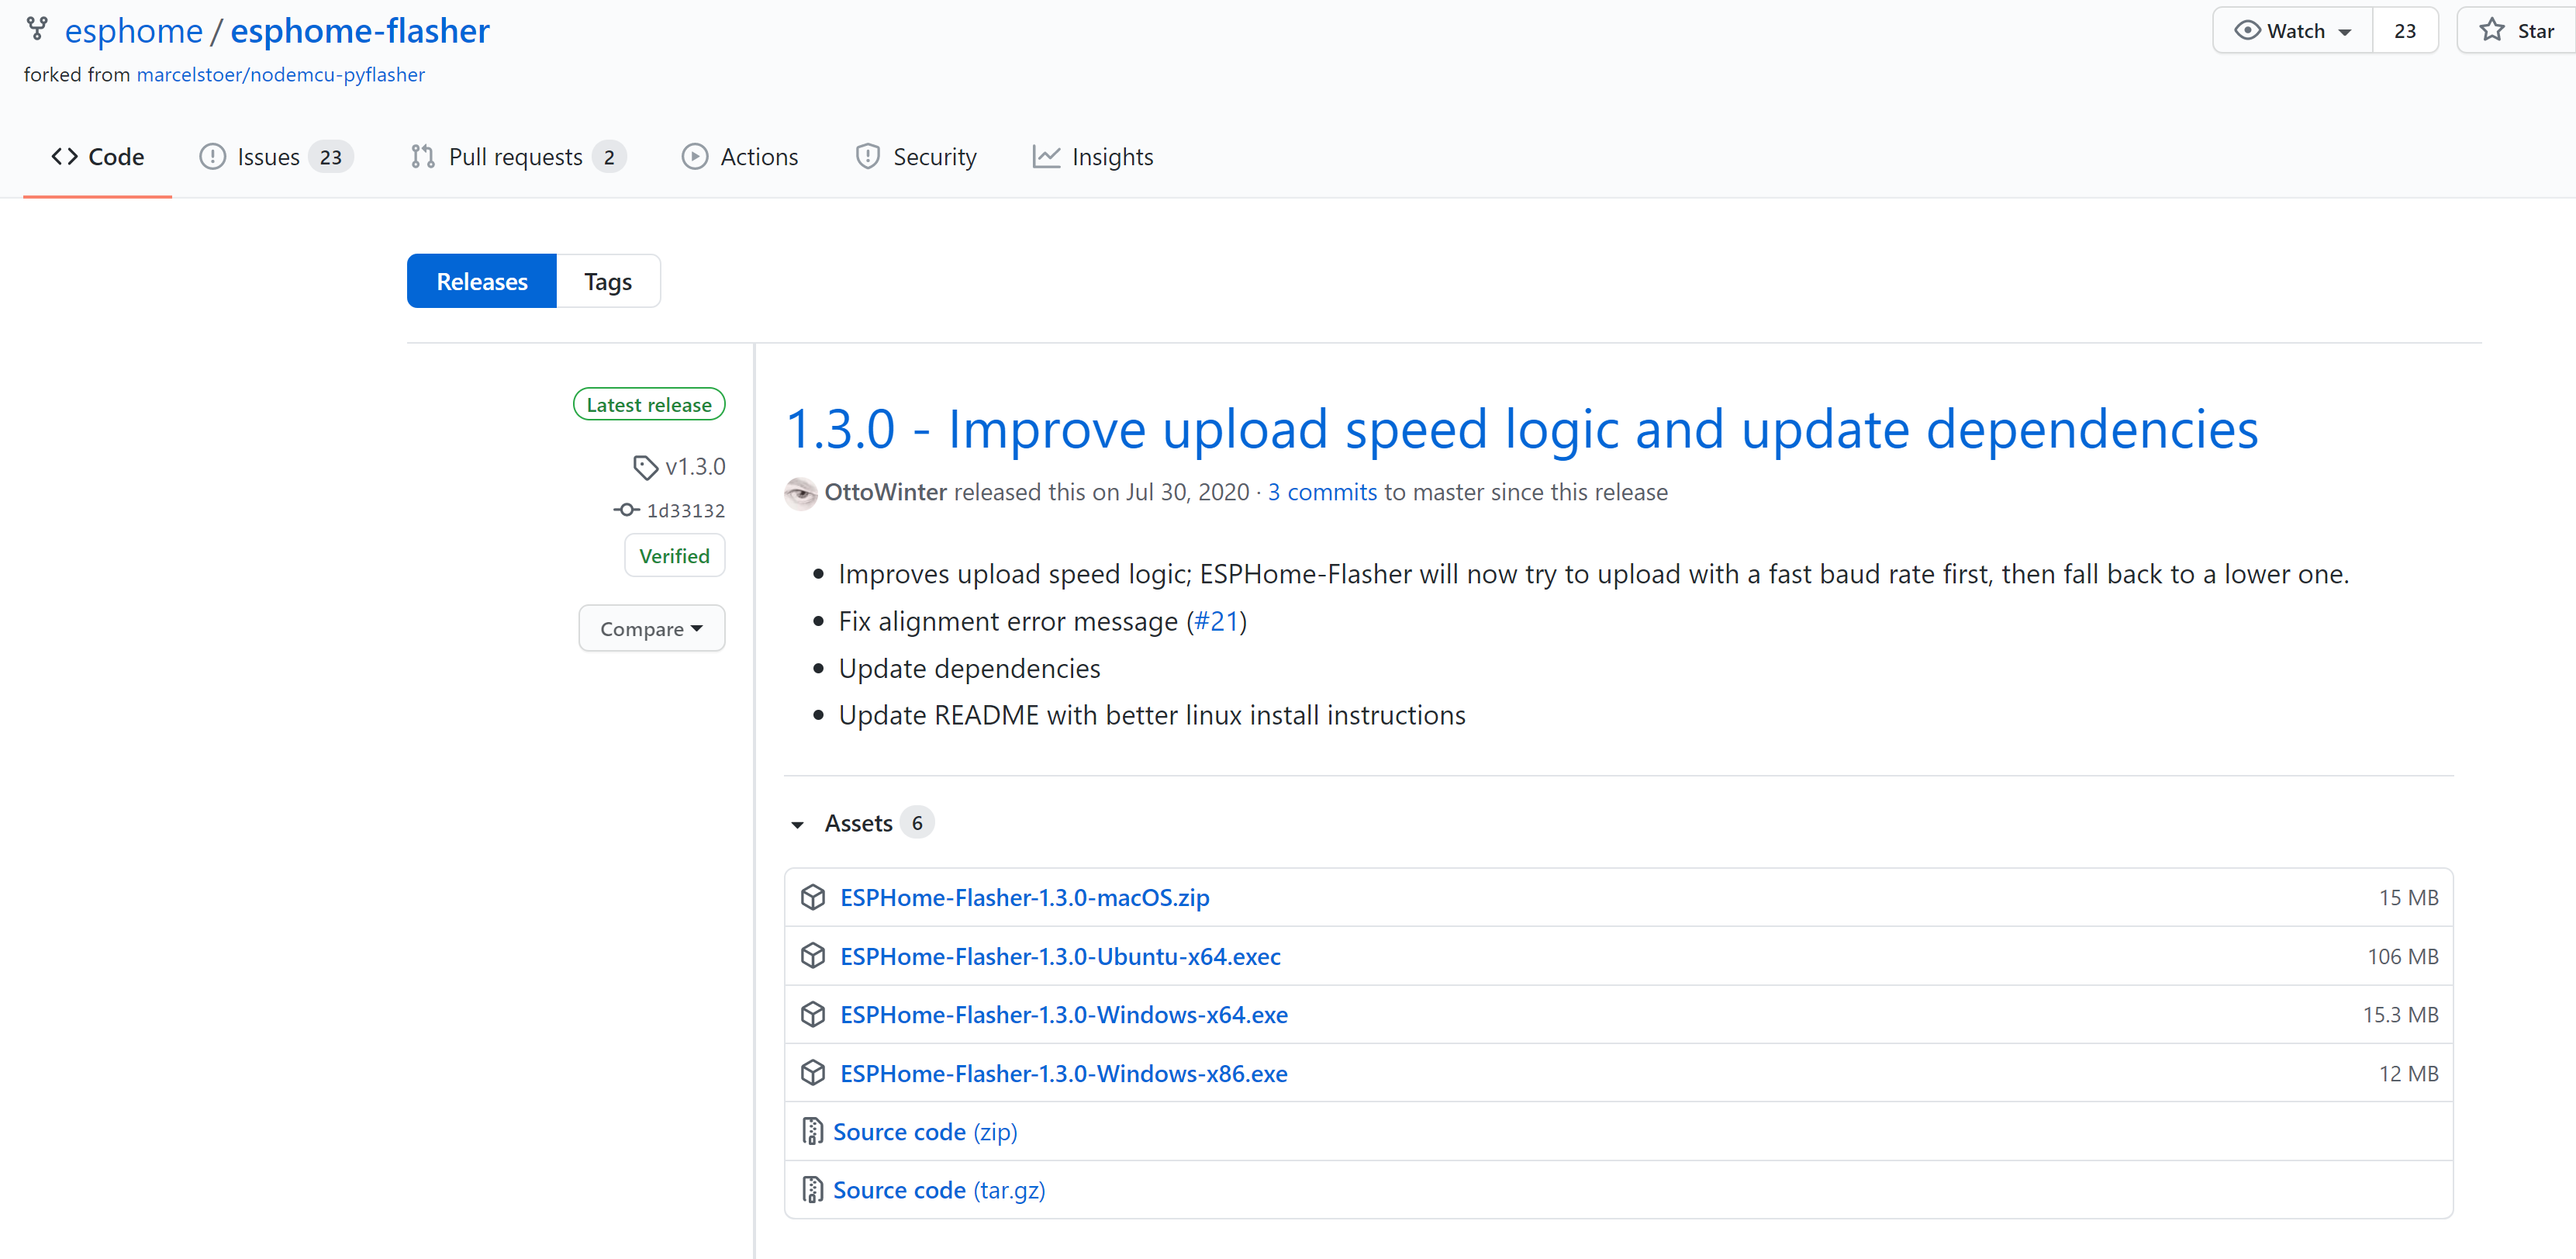 esphome / esphome-flasher
Watch 23 Star
forked from marcelstoer/nodemcu-pyflasher
Code Issues 23 Pull requests 2 Actions Security Insights
Releases Tags
Latest release
v1.3.0
1d33132
Verified
Compare
1.3.0 - Improve upload speed logic and update dependencies
OttoWinter released this on Jul 30, 2020 · 3 commits to master since this release
• Improves upload speed logic; ESPHome-Flasher will now try to upload with a fast baud rate first, then fall back to a lower one.
• Fix alignment error message (#21)
• Update dependencies
• Update README with better linux install instructions
Assets 6
ESPHome-Flasher-1.3.0-macOS.zip 15 MB
ESPHome-Flasher-1.3.0-Ubuntu-x64.exec 106 MB
ESPHome-Flasher-1.3.0-Windows-x64.exe 15.3 MB
ESPHome-Flasher-1.3.0-Windows-x86.exe 12 MB
Source code (zip)
Source code (tar.gz)